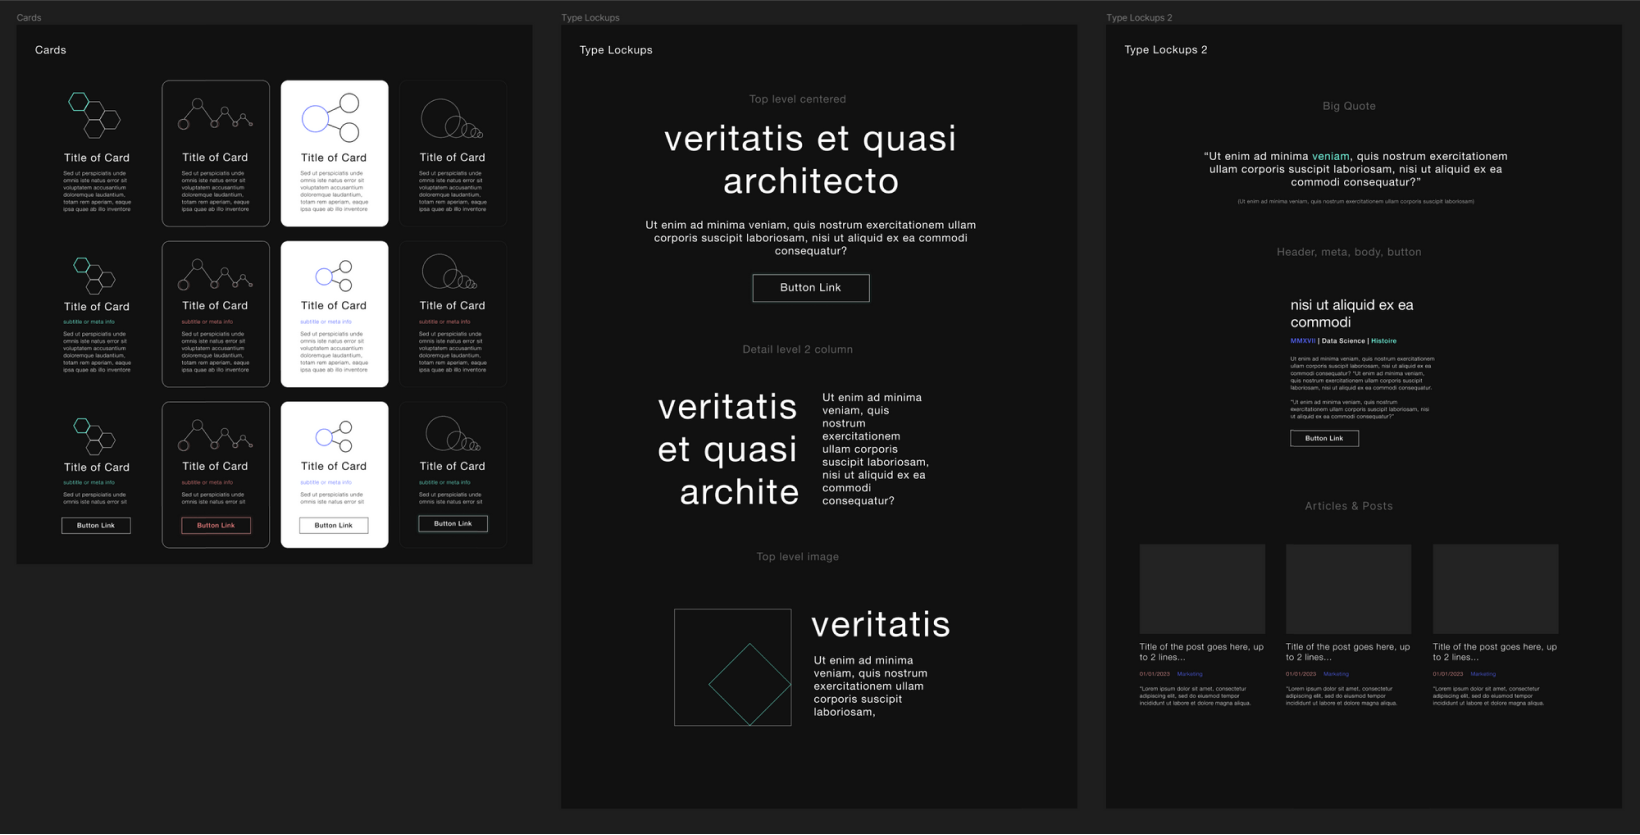 Cards
Cards
Title of Card
Sed ut perspiciatis unde
omnis iste natus error sit
voluptatem accusantium
doloremque laudantium,
totam rem aperiam, eaque
ipsa quae ab illo inventore
Title of Card
Sed ut perspiciatis unde
omnis iste natus error sit
voluptatem accusantium
doloremque laudantium,
totam rem aperiam, eaque
ipsa quae ab illo inventore
Title of Card
Sed ut perspiciatis unde
omnis iste natus error sit
voluptatem accusantium
doloremque laudantium,
totam rem aperiam, eaque
ipsa quae ab illo inventore
Title of Card
Sed ut perspiciatis unde
omnis iste natus error sit
voluptatem accusantium
doloremque laudantium,
totam rem aperiam, eaque
ipsa quae ab illo inventore
Title of Card
subtitle or meta info
Sed ut perspiciatis unde
omnis iste natus error sit
voluptatem accusantium
doloremque laudantium,
totam rem aperiam, eaque
ipsa quae ab illo inventore
Title of Card
subtitle or meta info
Sed ut perspiciatis unde
omnis iste natus error sit
voluptatem accusantium
doloremque laudantium,
totam rem aperiam, eaque
ipsa quae ab illo inventore
Title of Card
subtitle or meta info
Sed ut perspiciatis unde
omnis iste natus error sit
voluptatem accusantium
doloremque laudantium,
totam rem aperiam, eaque
ipsa quae ab illo inventore
Title of Card
subtitle or meta info
Sed ut perspiciatis unde
omnis iste natus error sit
voluptatem accusantium
doloremque laudantium,
totam rem aperiam, eaque
ipsa quae ab illo inventore
Title of Card
subtitle or meta info
Sed ut perspiciatis unde
omnis iste natus error sit
Button Link
Title of Card
subtitle or meta info
Sed ut perspiciatis unde
omnis iste natus error sit
Button Link
Title of Card
subtitle or meta info
Sed ut perspiciatis unde
omnis iste natus error sit
Button Link
Title of Card
subtitle or meta info
Sed ut perspiciatis unde
omnis iste natus error sit
Button Link
Type Lockups
Type Lockups
Top level centered
veritatis et quasi
architecto
Ut enim ad minima veniam, quis nostrum exercitationem ullam
corporis suscipit laboriosam, nisi ut aliquid ex ea commodi
consequatur?
Button Link
Detail level 2 column
veritatis
et quasi
archite
Ut enim ad minima
veniam, quis
nostrum
exercitationem
ullam corporis
suscipit laboriosam,
nisi ut aliquid ex ea
commodi
consequatur?
Top level image
veritatis
Ut enim ad minima
veniam, quis nostrum
exercitationem ullam
corporis suscipit
laboriosam,
Type Lockups 2
Type Lockups 2
Big Quote
“Ut enim ad minima veniam, quis nostrum exercitationem
ullam corporis suscipit laboriosam, nisi ut aliquid ex ea
commodi consequatur?”
(Ut enim ad minima veniam, quis nostrum exercitationem ullam corporis suscipit laboriosam)
Header, meta, body, button
nisi ut aliquid ex ea
commodi
MMXVII | Data Science | Histoire
Ut enim ad minima veniam, quis nostrum exercitationem
ullam corporis suscipit laboriosam, nisi ut aliquid ex ea
commodi consequatur? “Ut enim ad minima veniam,
quis nostrum exercitationem ullam corporis suscipit
laboriosam, nisi ut aliquid ex ea commodi consequatur.
“Ut enim ad minima veniam, quis nostrum
exercitationem ullam corporis suscipit laboriosam, nisi
ut aliquid ex ea commodi consequatur?”
Button Link
Articles & Posts
Title of the post goes here, up
to 2 lines...
01/01/2023 Marketing
“Lorem ipsum dolor sit amet, consectetur
adipiscing elit, sed do eiusmod tempor
incididunt ut labore et dolore magna aliqua.
Title of the post goes here, up
to 2 lines...
01/01/2023 Marketing
“Lorem ipsum dolor sit amet, consectetur
adipiscing elit, sed do eiusmod tempor
incididunt ut labore et dolore magna aliqua.
Title of the post goes here, up
to 2 lines...
01/01/2023 Marketing
“Lorem ipsum dolor sit amet, consectetur
adipiscing elit, sed do eiusmod tempor
incididunt ut labore et dolore magna aliqua.